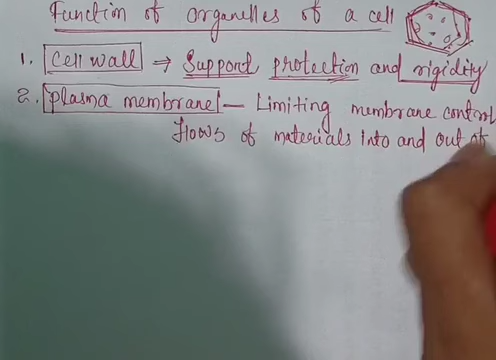 Function of organelles of a cell
1. Cell wall ⇒ Support protection and rigidity
2. plasma membrane — Limiting membrane control
flows of materials into and out of